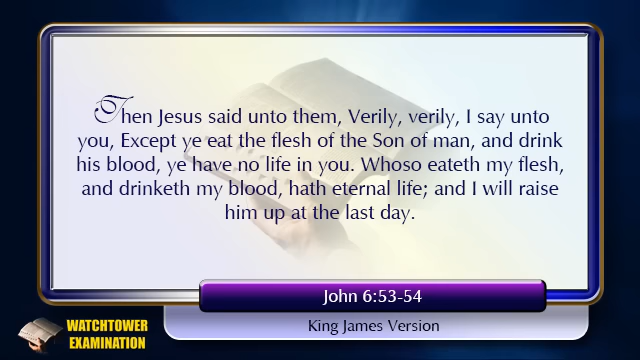 Then Jesus said unto them, Verily, verily, I say unto
you, Except ye eat the flesh of the Son of man, and drink
his blood, ye have no life in you. Whoso eateth my flesh,
and drinketh my blood, hath eternal life; and I will raise
him up at the last day.
John 6:53-54
King James Version
WATCHTOWER
EXAMINATION